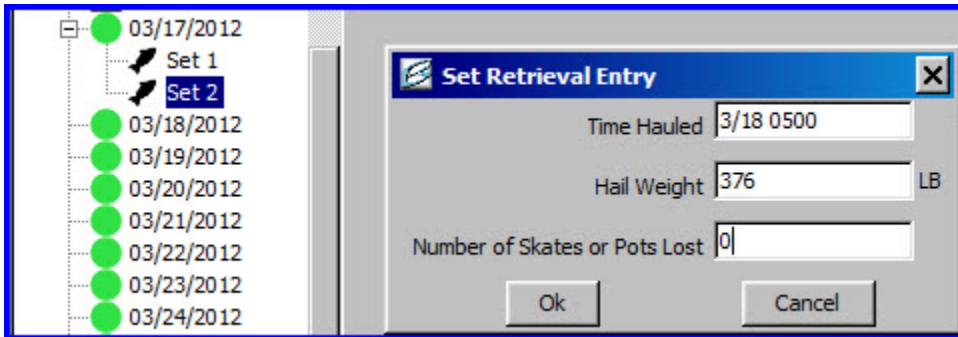 03/17/2012
Set 1
Set 2
03/18/2012
03/19/2012
03/20/2012
03/21/2012
03/22/2012
03/23/2012
03/24/2012
Set Retrieval Entry
Time Hauled 3/18 0500
Hail Weight 376 LB
Number of Skates or Pots Lost 0
Ok Cancel